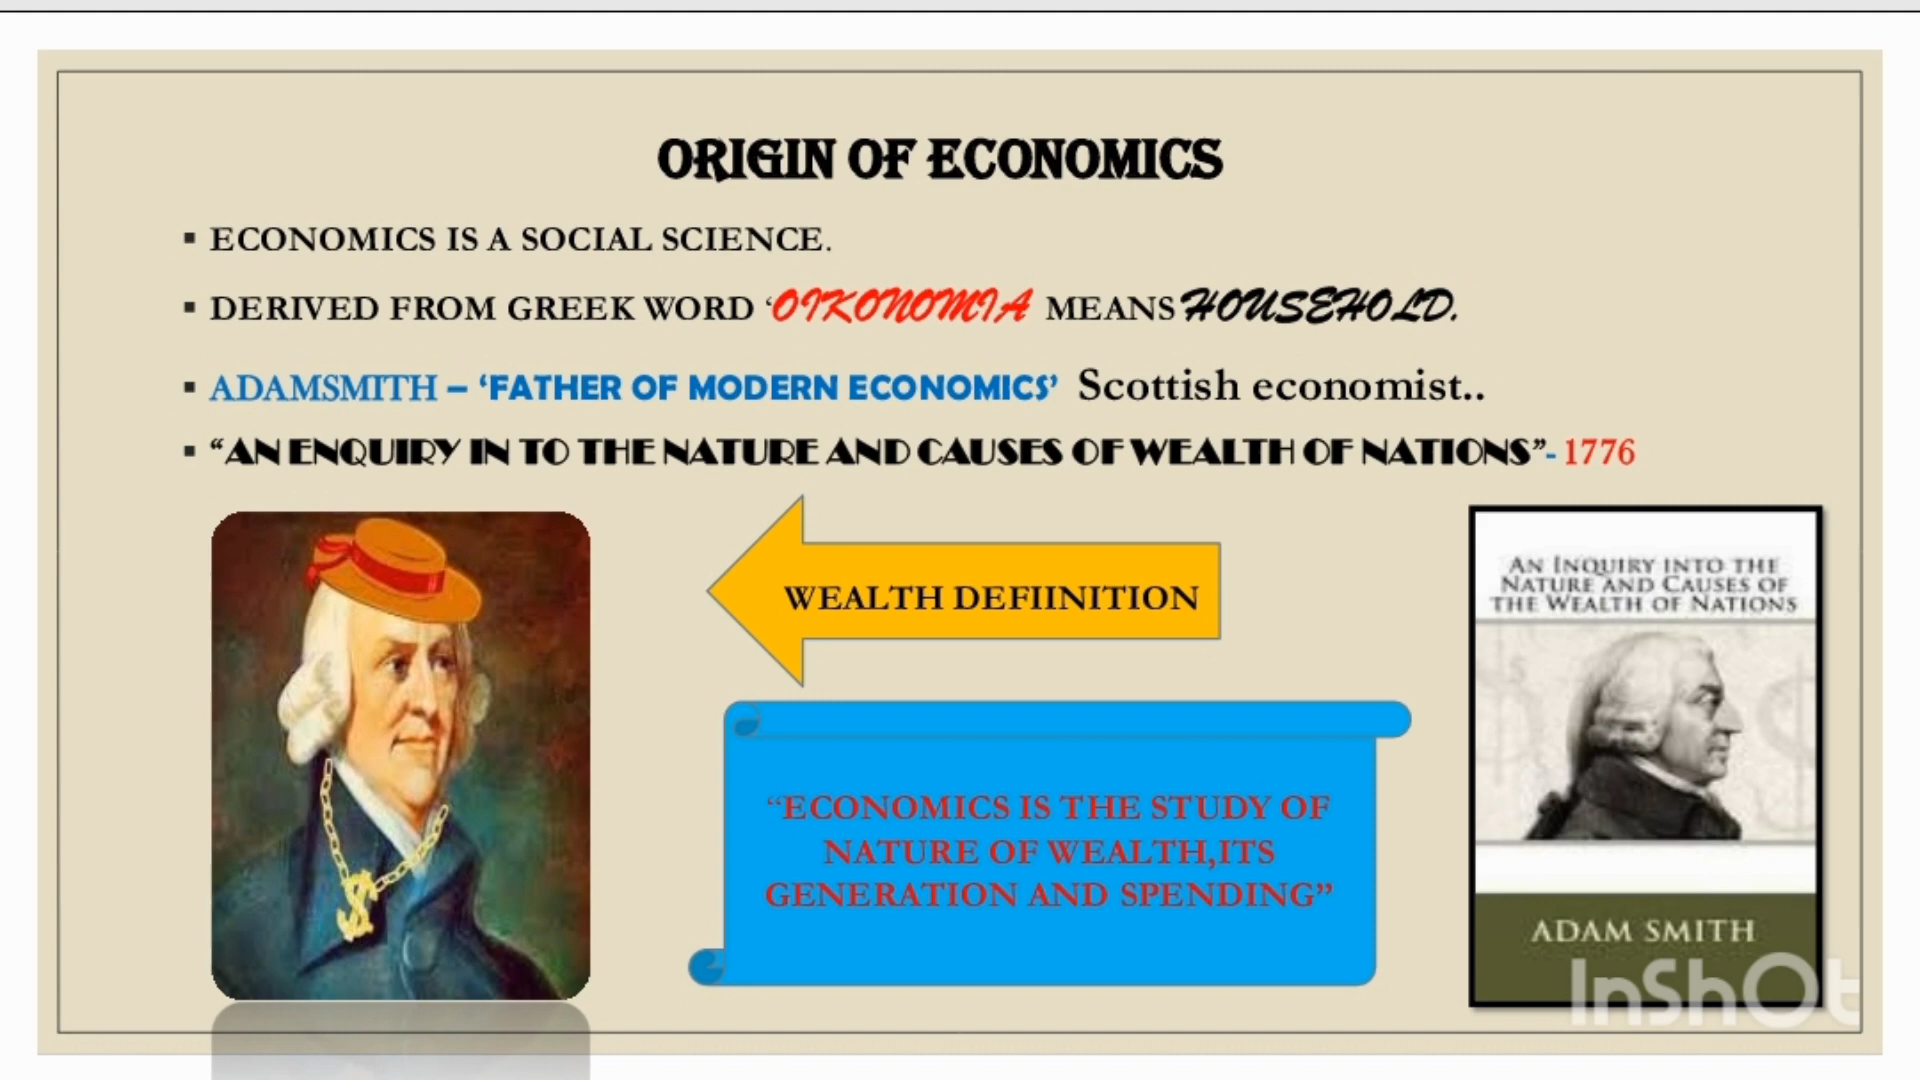 ORIGIN OF ECONOMICS
▪ ECONOMICS IS A SOCIAL SCIENCE.
▪ DERIVED FROM GREEK WORD ‘OIKONOMIA MEANS HOUSEHOLD.
▪ ADAMSMITH – ‘FATHER OF MODERN ECONOMICS’ Scottish economist..
▪ “AN ENQUIRY IN TO THE NATURE AND CAUSES OF WEALTH OF NATIONS”- 1776
WEALTH DEFIINITION
“ECONOMICS IS THE STUDY OF
NATURE OF WEALTH,ITS
GENERATION AND SPENDING”
AN INQUIRY INTO THE
NATURE AND CAUSES OF
THE WEALTH OF NATIONS
ADAM SMITH
InShOt